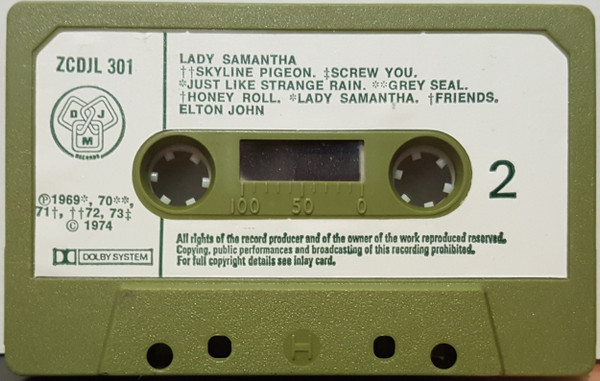 ZCDJL 301
LADY SAMANTHA
††SKYLINE PIGEON. ‡SCREW YOU.
*JUST LIKE STRANGE RAIN. **GREY SEAL.
†HONEY ROLL. *LADY SAMANTHA. †FRIENDS.
ELTON JOHN
D J
M
RECORDS
2
100 50 0
Ⓟ1969*, 70**,
71†, ††72, 73‡
© 1974
DOLBY SYSTEM
All rights of the record producer and of the owner of the work reproduced reserved.
Copying, public performances and broadcasting of this recording prohibited.
For full copyright details see inlay card.
H